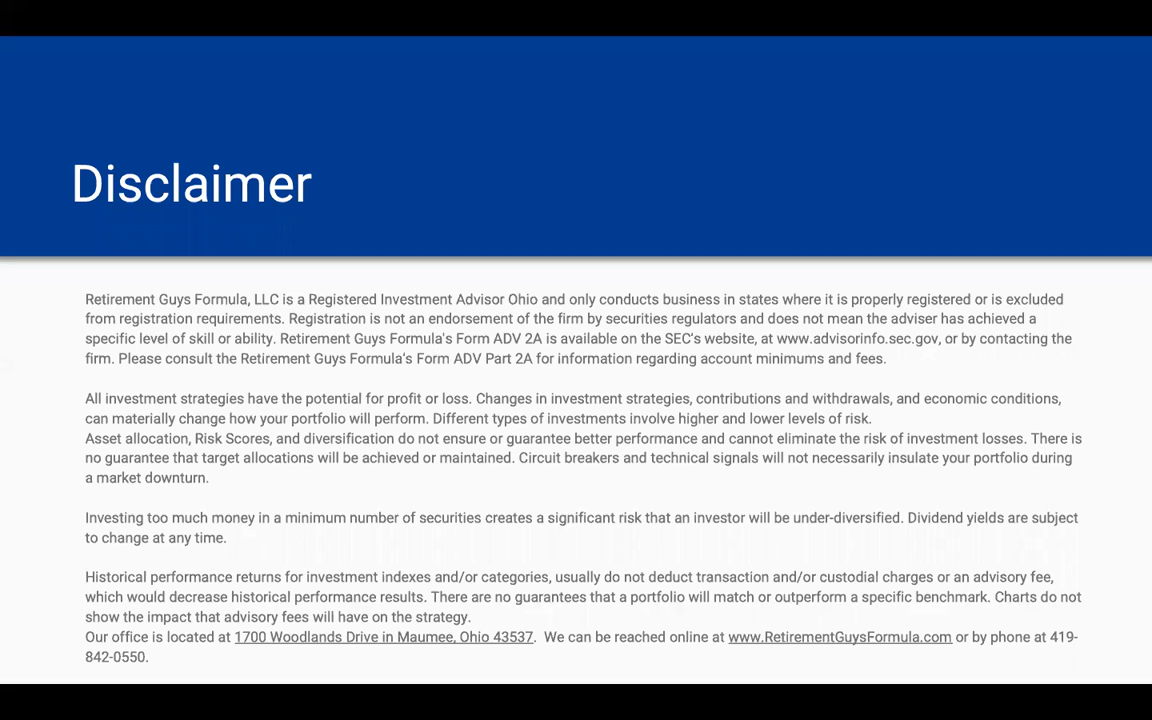 Disclaimer
Retirement Guys Formula, LLC is a Registered Investment Advisor Ohio and only conducts business in states where it is properly registered or is excluded
from registration requirements. Registration is not an endorsement of the firm by securities regulators and does not mean the adviser has achieved a
specific level of skill or ability. Retirement Guys Formula's Form ADV 2A is available on the SEC's website, at www.advisorinfo.sec.gov, or by contacting the
firm. Please consult the Retirement Guys Formula's Form ADV Part 2A for information regarding account minimums and fees.
All investment strategies have the potential for profit or loss. Changes in investment strategies, contributions and withdrawals, and economic conditions,
can materially change how your portfolio will perform. Different types of investments involve higher and lower levels of risk.
Asset allocation, Risk Scores, and diversification do not ensure or guarantee better performance and cannot eliminate the risk of investment losses. There is
no guarantee that target allocations will be achieved or maintained. Circuit breakers and technical signals will not necessarily insulate your portfolio during
a market downturn.
Investing too much money in a minimum number of securities creates a significant risk that an investor will be under-diversified. Dividend yields are subject
to change at any time.
Historical performance returns for investment indexes and/or categories, usually do not deduct transaction and/or custodial charges or an advisory fee,
which would decrease historical performance results. There are no guarantees that a portfolio will match or outperform a specific benchmark. Charts do not
show the impact that advisory fees will have on the strategy.
Our office is located at 1700 Woodlands Drive in Maumee, Ohio 43537. We can be reached online at www.RetirementGuysFormula.com or by phone at 419-
842-0550.